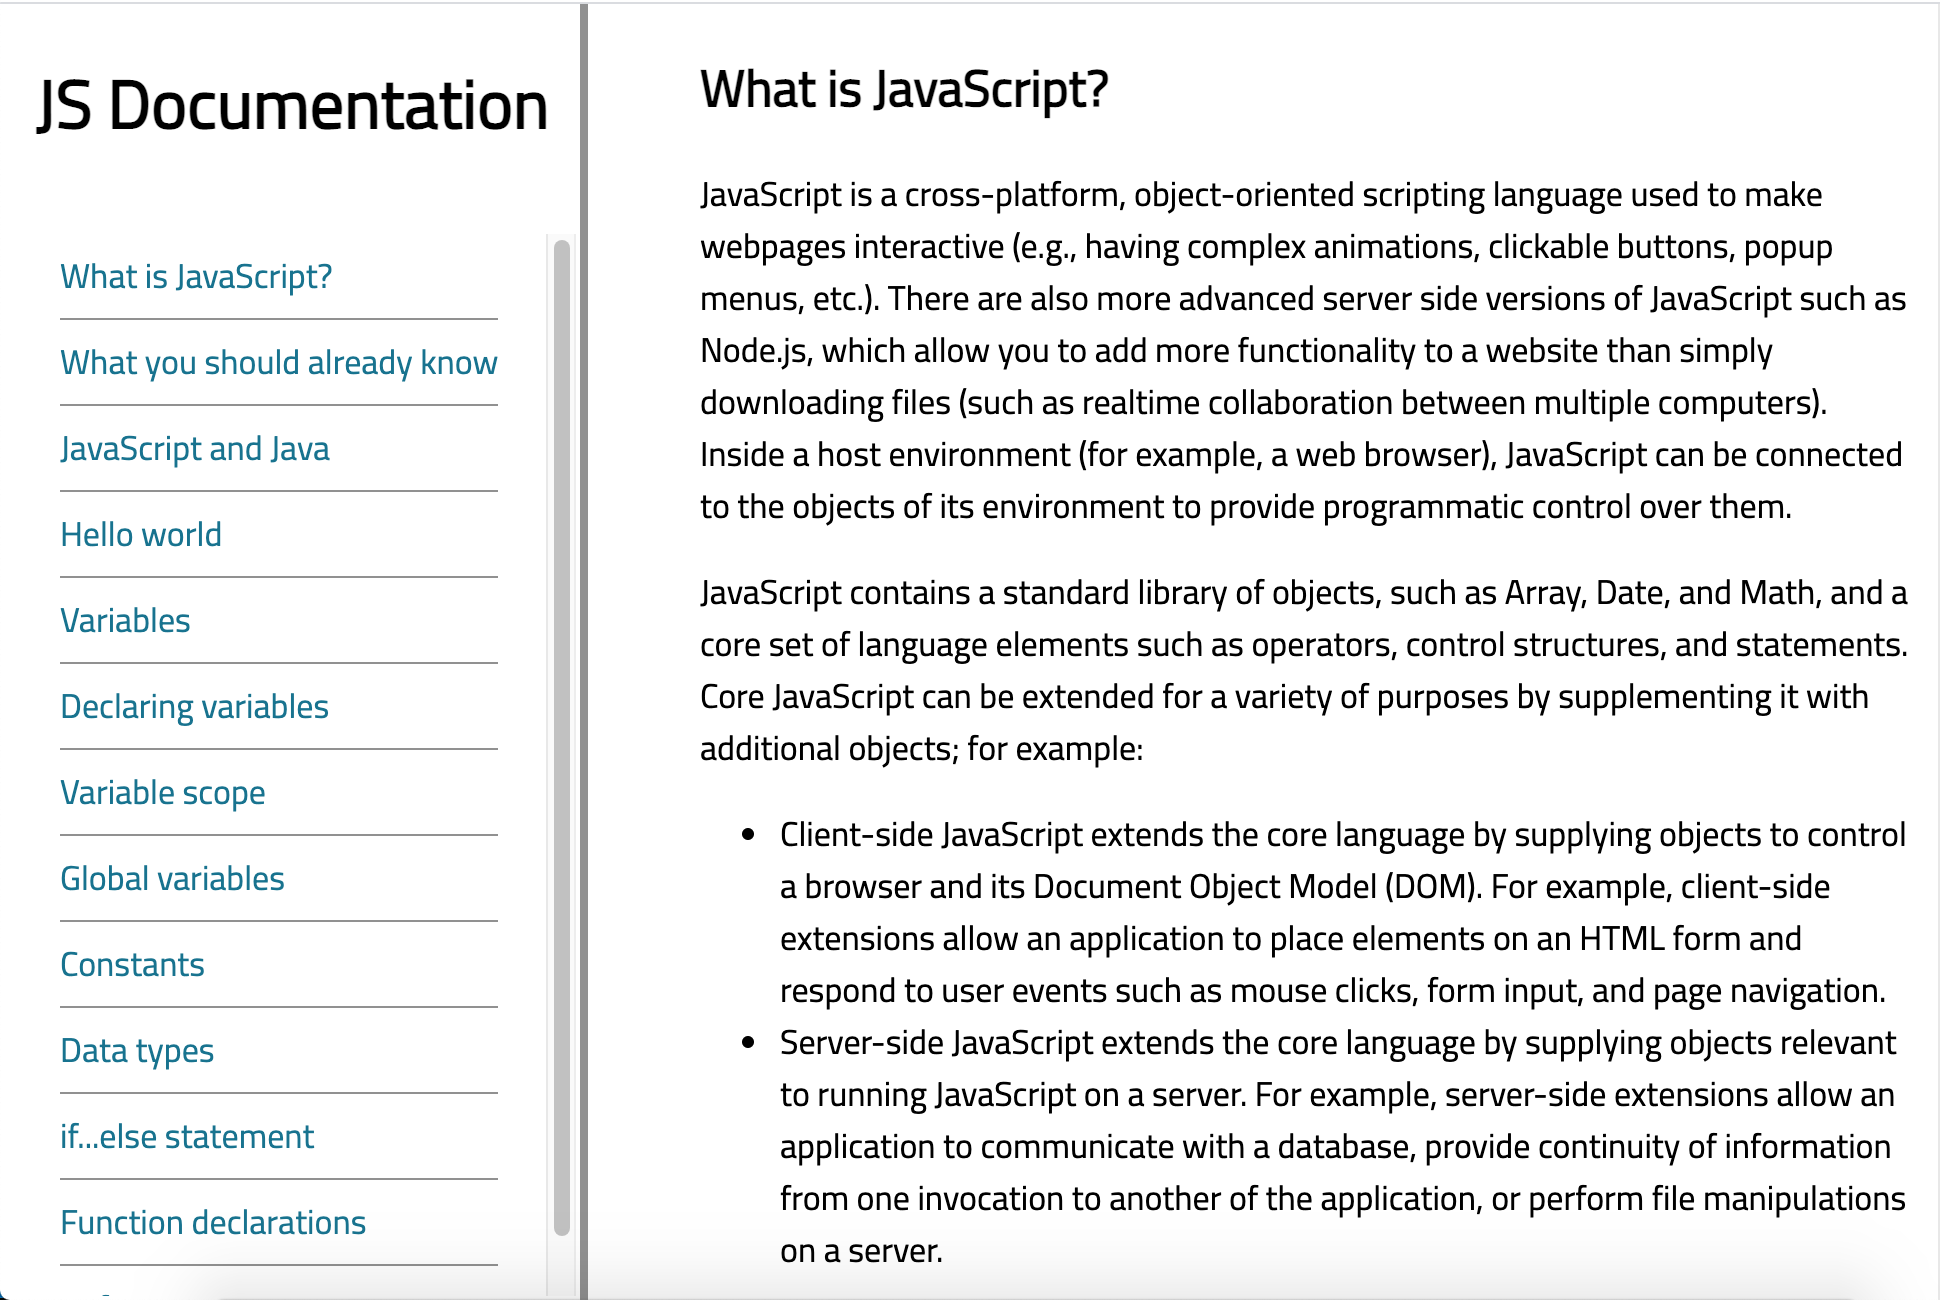 JS Documentation
What is JavaScript?
What you should already know
JavaScript and Java
Hello world
Variables
Declaring variables
Variable scope
Global variables
Constants
Data types
if...else statement
Function declarations
What is JavaScript?
JavaScript is a cross-platform, object-oriented scripting language used to make
webpages interactive (e.g., having complex animations, clickable buttons, popup
menus, etc.). There are also more advanced server side versions of JavaScript such as
Node.js, which allow you to add more functionality to a website than simply
downloading files (such as realtime collaboration between multiple computers).
Inside a host environment (for example, a web browser), JavaScript can be connected
to the objects of its environment to provide programmatic control over them.
JavaScript contains a standard library of objects, such as Array, Date, and Math, and a
core set of language elements such as operators, control structures, and statements.
Core JavaScript can be extended for a variety of purposes by supplementing it with
additional objects; for example:
• Client-side JavaScript extends the core language by supplying objects to control
a browser and its Document Object Model (DOM). For example, client-side
extensions allow an application to place elements on an HTML form and
respond to user events such as mouse clicks, form input, and page navigation.
• Server-side JavaScript extends the core language by supplying objects relevant
to running JavaScript on a server. For example, server-side extensions allow an
application to communicate with a database, provide continuity of information
from one invocation to another of the application, or perform file manipulations
on a server.